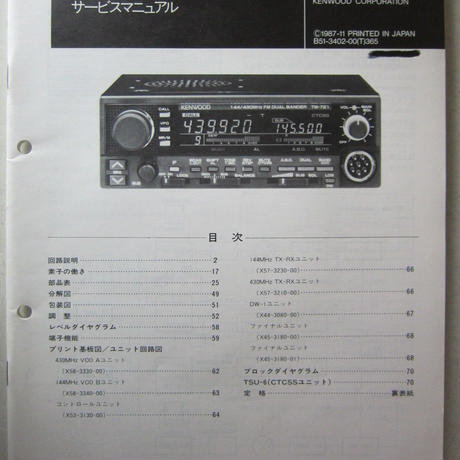 サービスマニュアル
KENWOOD CORPORATION
©1987-11 PRINTED IN JAPAN
B51-3402-00(T)365
KENWOOD
144/430MHz FM DUAL BANDER TM-721
CALL
VFO
439.920
145.500
目 次
回路説明 2
素子の働き 17
部品表 25
分解図 49
包装図 51
調 整 52
レベルダイヤグラム 58
端子機能 59
プリント基板図/ユニット回路図
430MHz VCO Aユニット
(X58-3330-00) 62
144MHz VCO Bユニット
(X58-3340-00) 63
コントロールユニット
(X53-3130-00) 64
144MHz TX-RXユニット
(X57-3230-00) 66
430MHz TX-RXユニット
(X57-3210-00) 66
DW-1ユニット
(X44-3080-00) 67
ファイナルユニット
(X45-3180-00) 68
ファイナルユニット
(X45-3180-01) 68
ブロックダイヤグラム 70
TSU-6(CTCSSユニット) 70
定 格 裏表紙